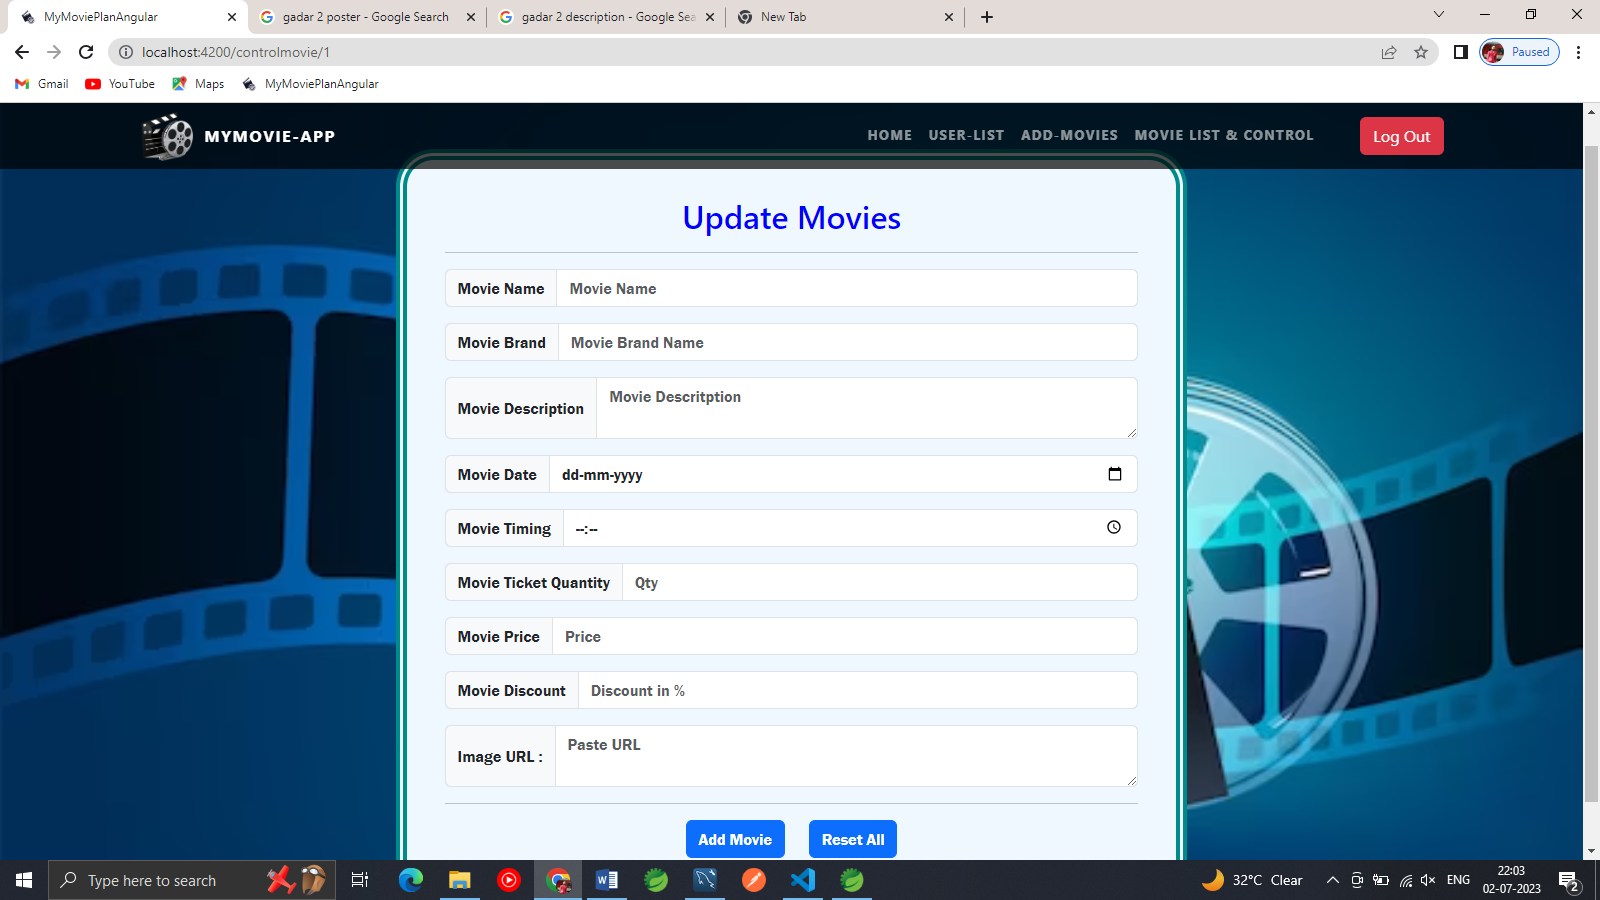 MyMoviePlanAngular
gadar 2 poster - Google Search
gadar 2 description - Google Sea
New Tab
localhost:4200/controlmovie/1
Paused
Gmail
YouTube
Maps
MyMoviePlanAngular
MYMOVIE-APP
HOME
USER-LIST
ADD-MOVIES
MOVIE LIST & CONTROL
Log Out
Update Movies
Movie Name
Movie Name
Movie Brand
Movie Brand Name
Movie Description
Movie Descritption
Movie Date
dd-mm-yyyy
Movie Timing
--:--
Movie Ticket Quantity
Qty
Movie Price
Price
Movie Discount
Discount in %
Image URL :
Paste URL
Add Movie
Reset All
Type here to search
32°C Clear
ENG
22:03
02-07-2023
2